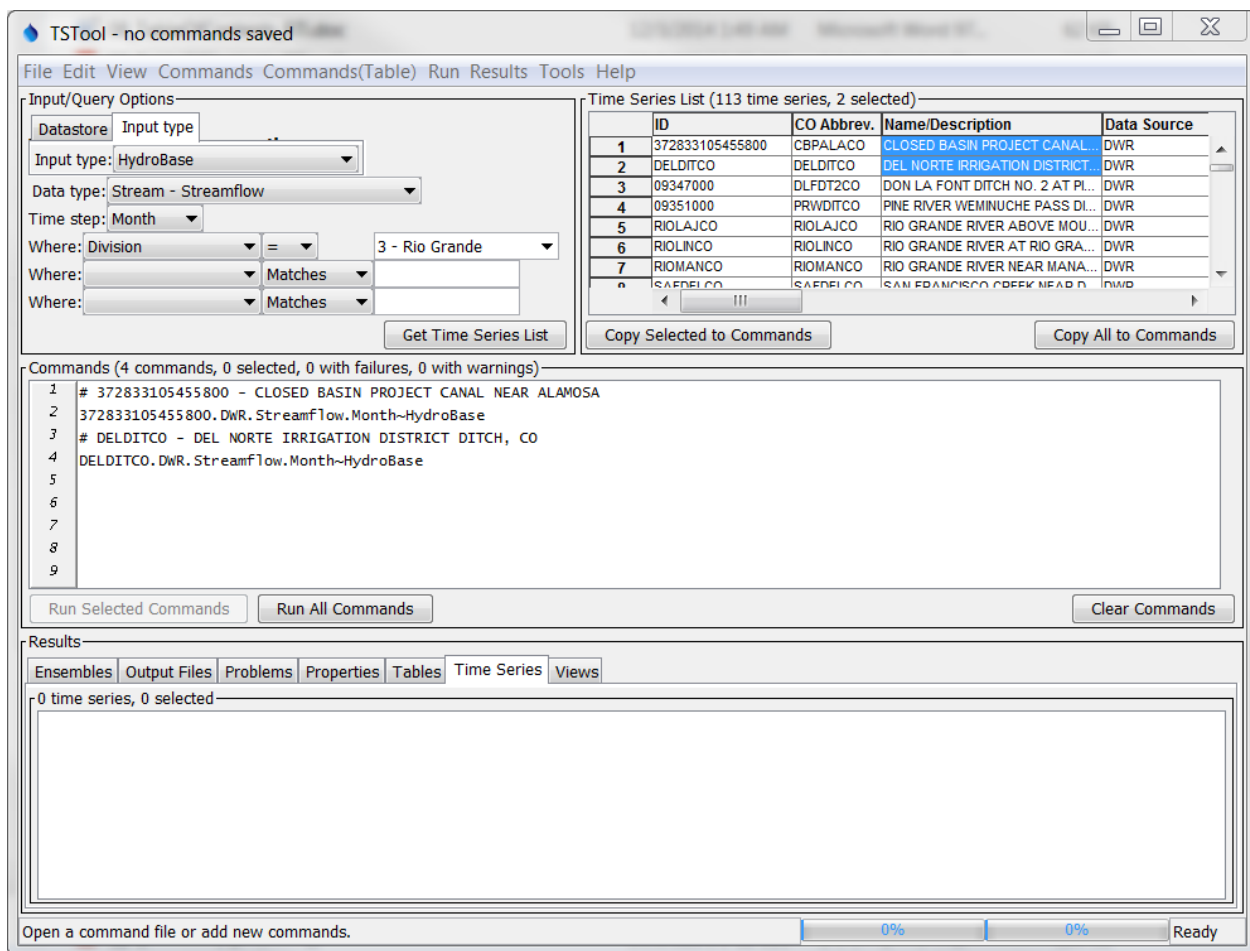 TSTool - no commands saved
File Edit View Commands Commands(Table) Run Results Tools Help
Input/Query Options
Datastore Input type
Input type: HydroBase
Data type: Stream - Streamflow
Time step: Month
Where: Division = 3 - Rio Grande
Where: Matches
Where: Matches
Get Time Series List
Time Series List (113 time series, 2 selected)
ID CO Abbrev. Name/Description Data Source
1 372833105455800 CBPALACO CLOSED BASIN PROJECT CANAL... DWR
2 DELDITCO DELDITCO DEL NORTE IRRIGATION DISTRICT... DWR
3 09347000 DLFDT2CO DON LA FONT DITCH NO. 2 AT PI... DWR
4 09351000 PRWDITCO PINE RIVER WEMINUCHE PASS DI... DWR
5 RIOLAJCO RIOLAJCO RIO GRANDE RIVER ABOVE MOU... DWR
6 RIOLINCO RIOLINCO RIO GRANDE RIVER AT RIO GRA... DWR
7 RIOMANCO RIOMANCO RIO GRANDE RIVER NEAR MANA... DWR
Copy Selected to Commands Copy All to Commands
Commands (4 commands, 0 selected, 0 with failures, 0 with warnings)
1 # 372833105455800 - CLOSED BASIN PROJECT CANAL NEAR ALAMOSA
2 372833105455800.DWR.Streamflow.Month~HydroBase
3 # DELDITCO - DEL NORTE IRRIGATION DISTRICT DITCH, CO
4 DELDITCO.DWR.Streamflow.Month~HydroBase
5
6
7
8
9
Run Selected Commands Run All Commands Clear Commands
Results
Ensembles Output Files Problems Properties Tables Time Series Views
0 time series, 0 selected
Open a command file or add new commands. 0% 0% Ready